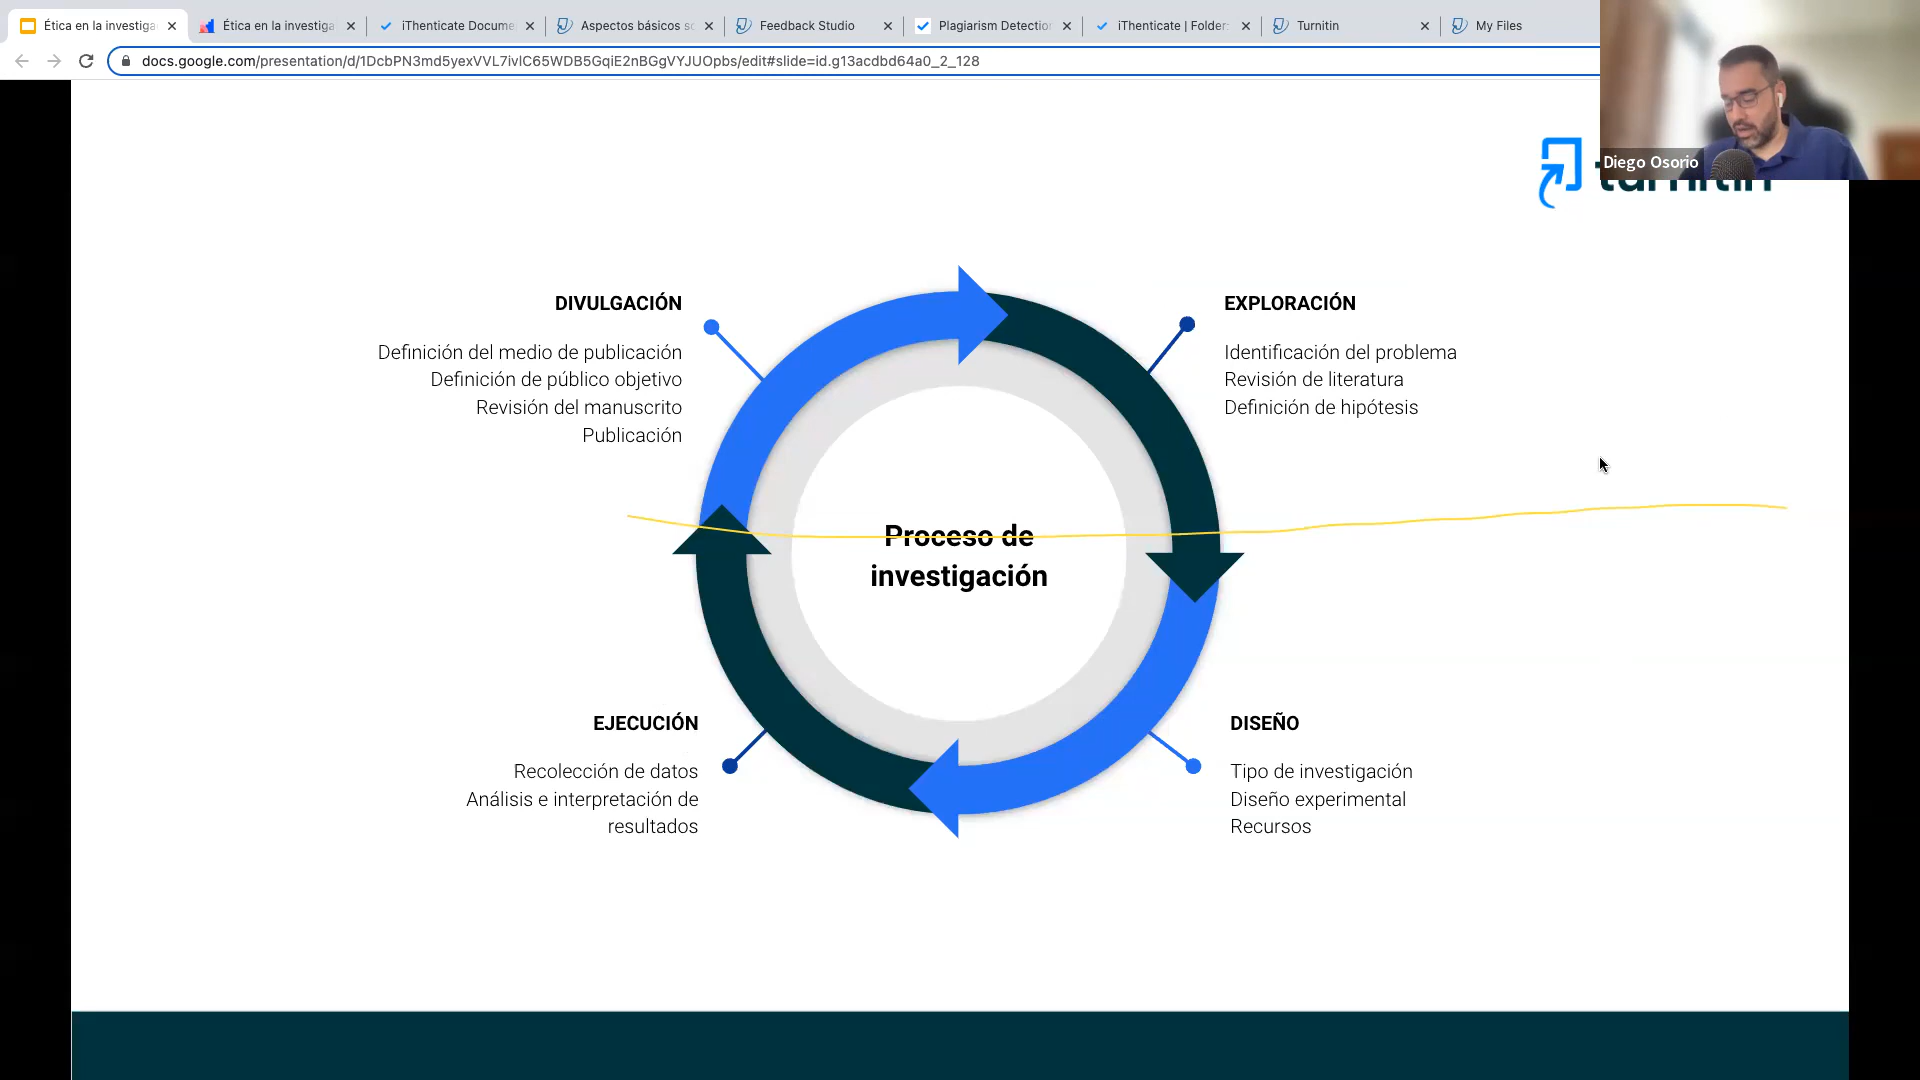 Ética en la investiga
Ética en la investiga
iThenticate Docume
Aspectos básicos so
Feedback Studio
Plagiarism Detectio
iThenticate | Folder
Turnitin
My Files
docs.google.com/presentation/d/1DcbPN3md5yexVVL7ivlC65WDB5GqiE2nBGgVYJUOpbs/edit#slide=id.g13acdbd64a0_2_128
Diego Osorio
turnitin
DIVULGACIÓN
Definición del medio de publicación
Definición de público objetivo
Revisión del manuscrito
Publicación
EXPLORACIÓN
Identificación del problema
Revisión de literatura
Definición de hipótesis
Proceso de
investigación
EJECUCIÓN
Recolección de datos
Análisis e interpretación de
resultados
DISEÑO
Tipo de investigación
Diseño experimental
Recursos